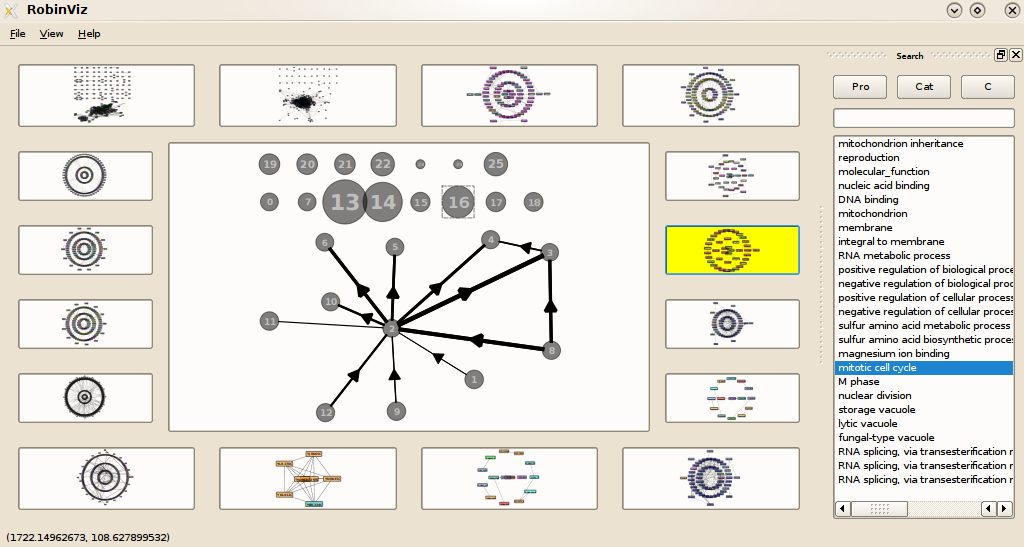 RobinViz
File View Help
Search
Pro Cat C
19 20 21 22 25
0 7 13 14 15 16 17 18
6 5 4 3
10
11 2
8
1
12 9
mitochondrion inheritance
reproduction
molecular_function
nucleic acid binding
DNA binding
mitochondrion
membrane
integral to membrane
RNA metabolic process
positive regulation of biological proce
negative regulation of biological proce
positive regulation of cellular process
negative regulation of cellular proces
sulfur amino acid metabolic process
sulfur amino acid biosynthetic proces
magnesium ion binding
mitotic cell cycle
M phase
nuclear division
storage vacuole
lytic vacuole
fungal-type vacuole
RNA splicing, via transesterification r
RNA splicing, via transesterification r
RNA splicing, via transesterification r
(1722.14962673, 108.627899532)